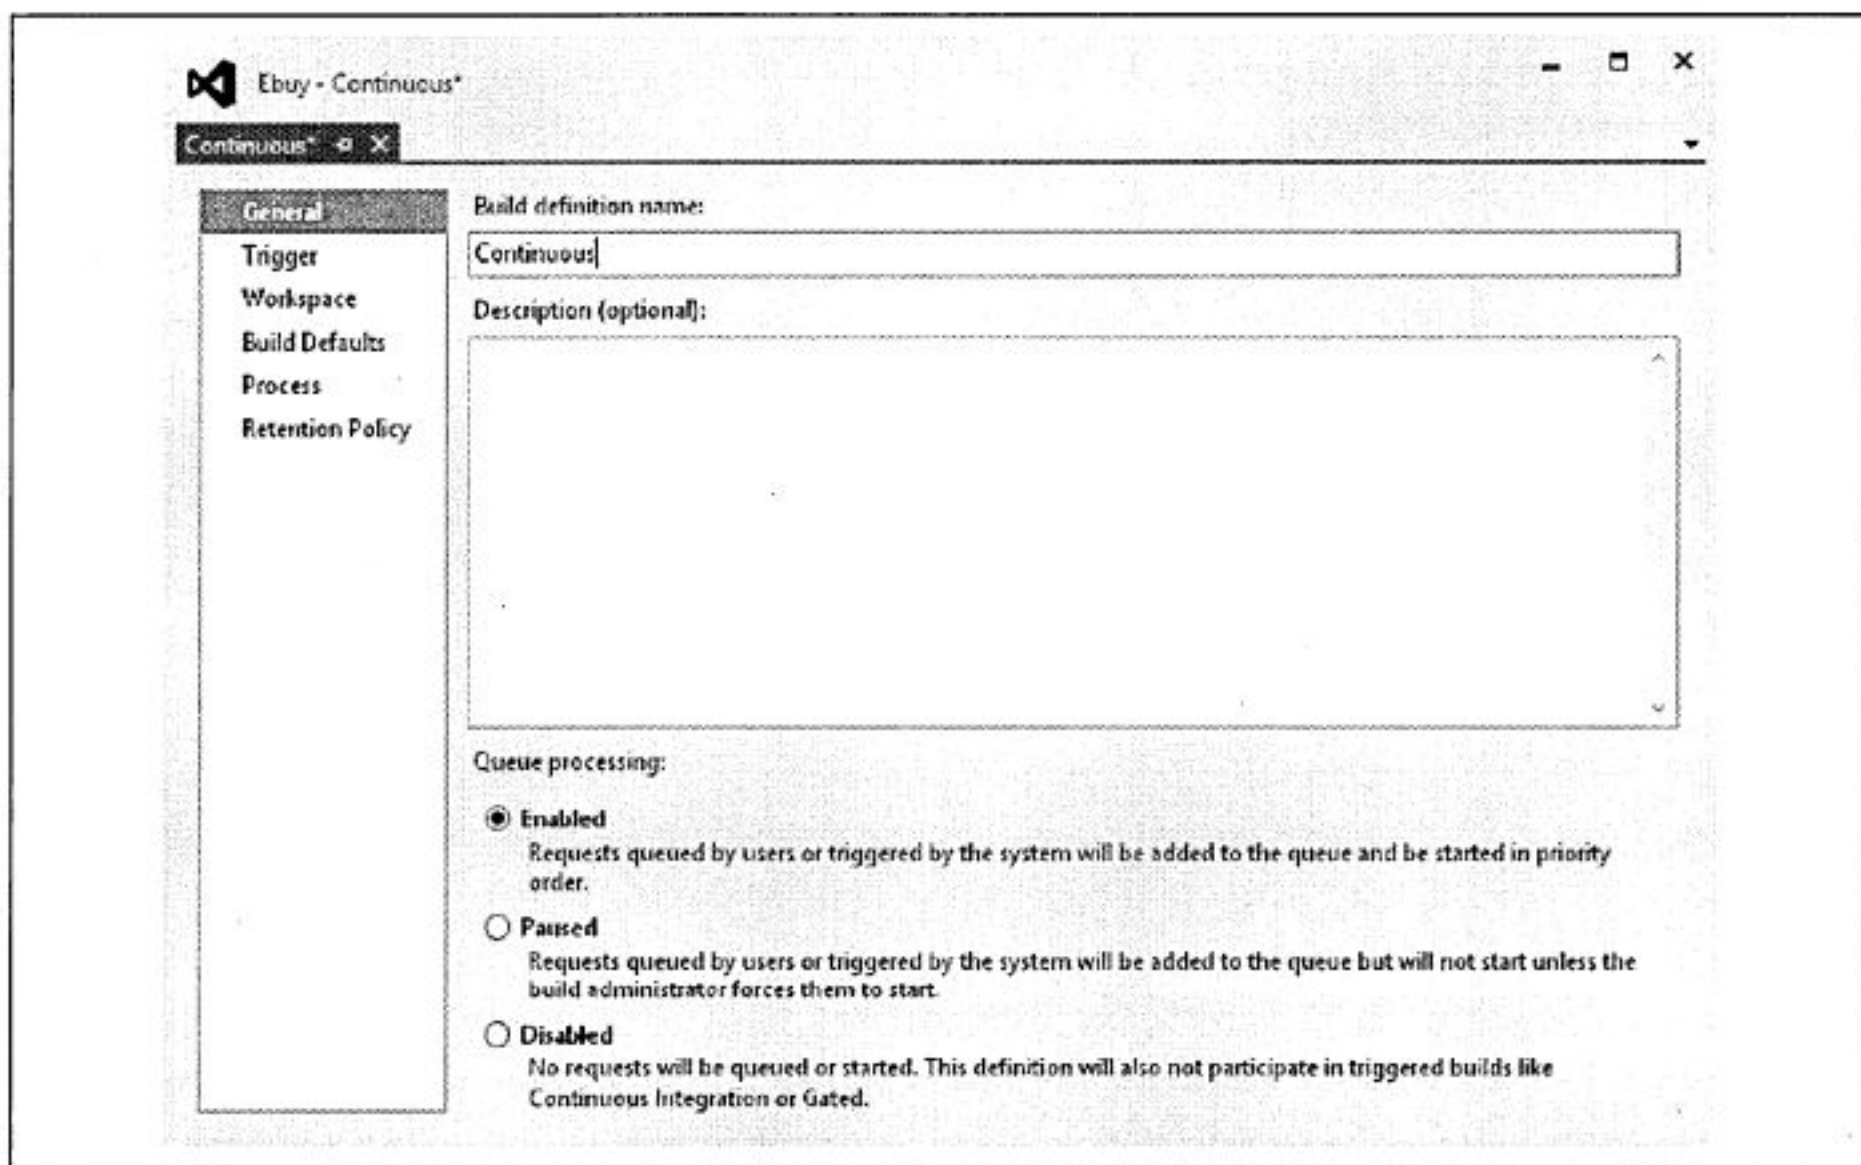 Ebuy - Continuous*
Continuous*
General
Trigger
Workspace
Build Defaults
Process
Retention Policy
Build definition name:
Continuous
Description (optional):
Queue processing:
Enabled
Requests queued by users or triggered by the system will be added to the queue and be started in priority
order.
Paused
Requests queued by users or triggered by the system will be added to the queue but will not start unless the
build administrator forces them to start.
Disabled
No requests will be queued or started. This definition will also not participate in triggered builds like
Continuous Integration or Gated.